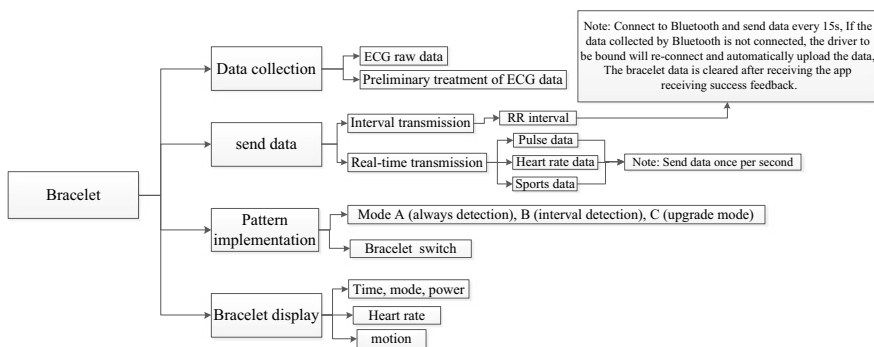 Note: Connect to Bluetooth and send data every 15s, If the
data collected by Bluetooth is not connected, the driver to
be bound will re-connect and automatically upload the data,
The bracelet data is cleared after receiving the app
receiving success feedback.
ECG raw data
Data collection
Preliminary treatment of ECG data
Interval transmission
RR interval
send data
Pulse data
Real-time transmission
Heart rate data
Note: Send data once per second
Sports data
Bracelet
Pattern
implementation
Mode A (always detection), B (interval detection), C (upgrade mode)
Bracelet switch
Time, mode, power
Bracelet display
Heart rate
motion